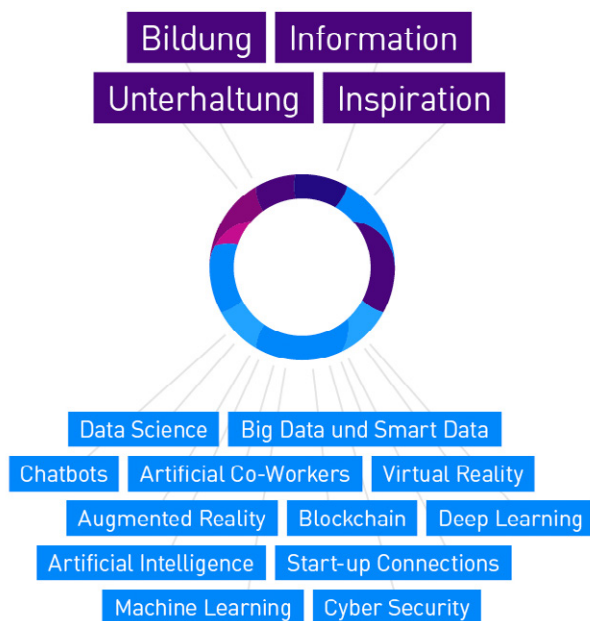 Bildung Information
Unterhaltung Inspiration
Data Science Big Data und Smart Data
Chatbots Artificial Co-Workers Virtual Reality
Augmented Reality Blockchain Deep Learning
Artificial Intelligence Start-up Connections
Machine Learning Cyber Security